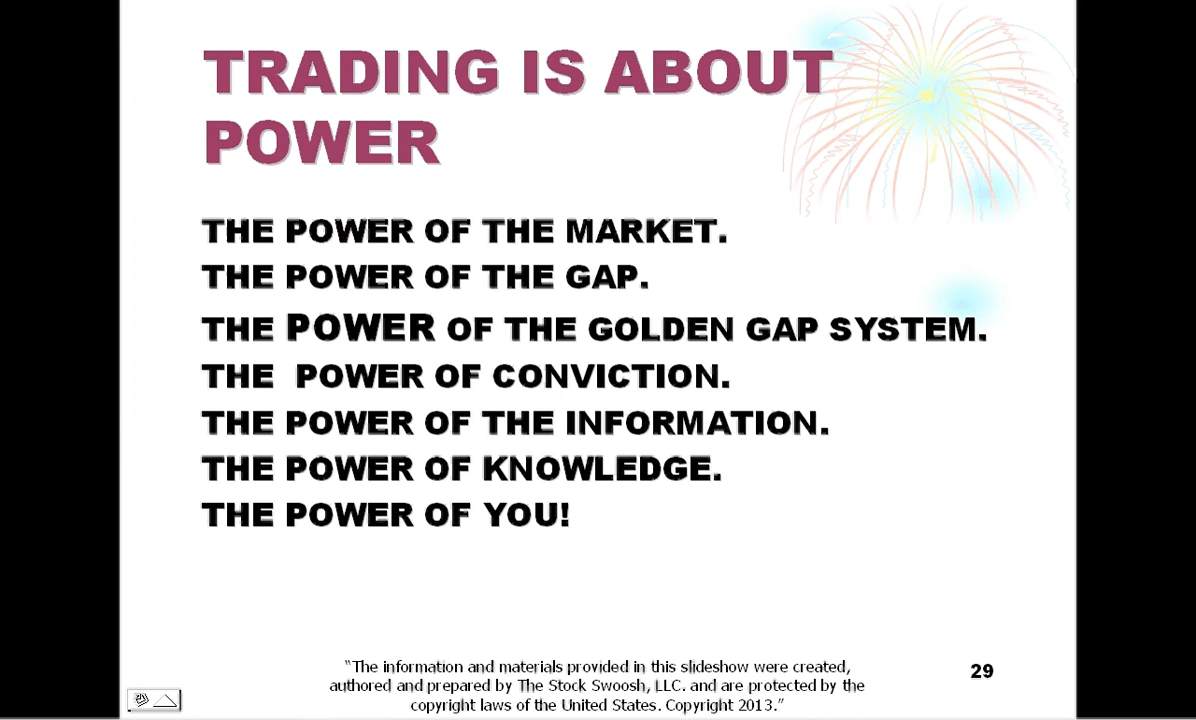 TRADING IS ABOUT
POWER
THE POWER OF THE MARKET.
THE POWER OF THE GAP.
THE POWER OF THE GOLDEN GAP SYSTEM.
THE POWER OF CONVICTION.
THE POWER OF THE INFORMATION.
THE POWER OF KNOWLEDGE.
THE POWER OF YOU!
“The information and materials provided in this slideshow were created,
authored and prepared by The Stock Swoosh, LLC. and are protected by the
copyright laws of the United States. Copyright 2013.”
29